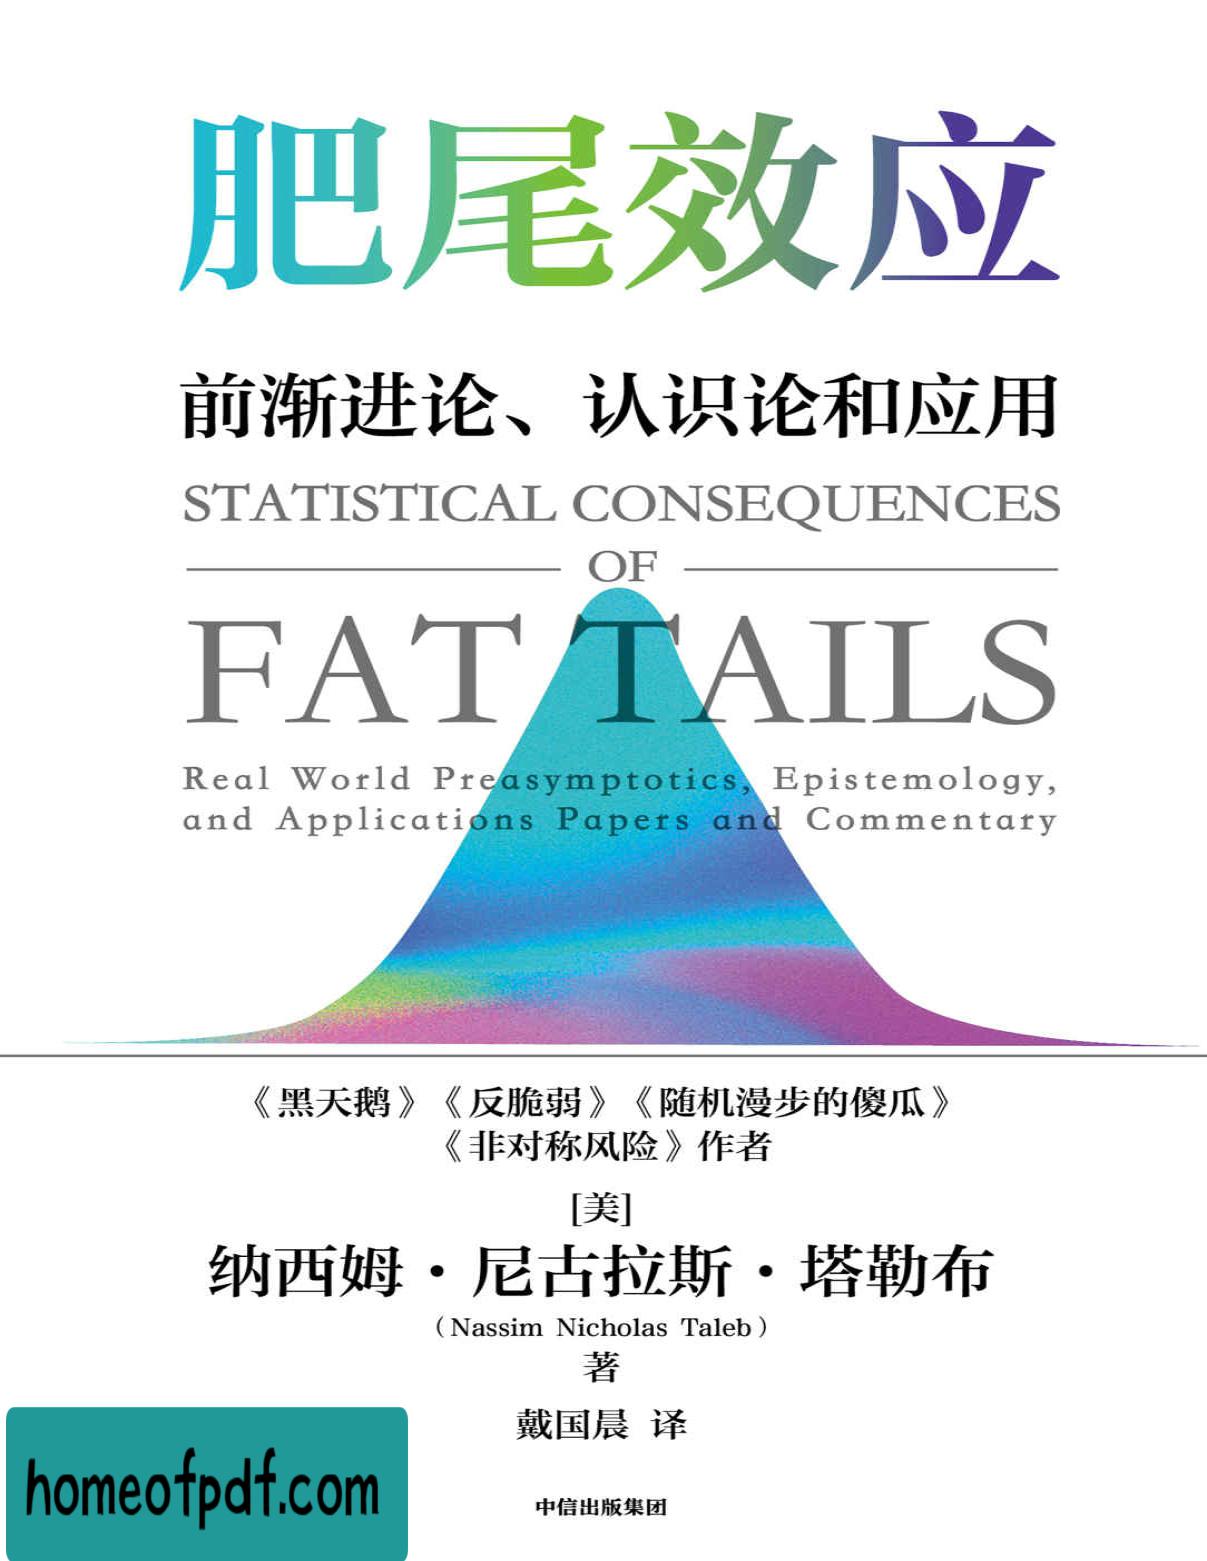 肥尾效应
前渐进论、认识论和应用
STATISTICAL CONSEQUENCES
OF
FAT TAILS
Real World Preasymptotics, Epistemology,
and Applications Papers and Commentary
《黑天鹅》《反脆弱》《随机漫步的傻瓜》
《非对称风险》作者
[美]
纳西姆·尼古拉斯·塔勒布
（Nassim Nicholas Taleb）
著
戴国晨 译
中信出版集团
homeofpdf.com